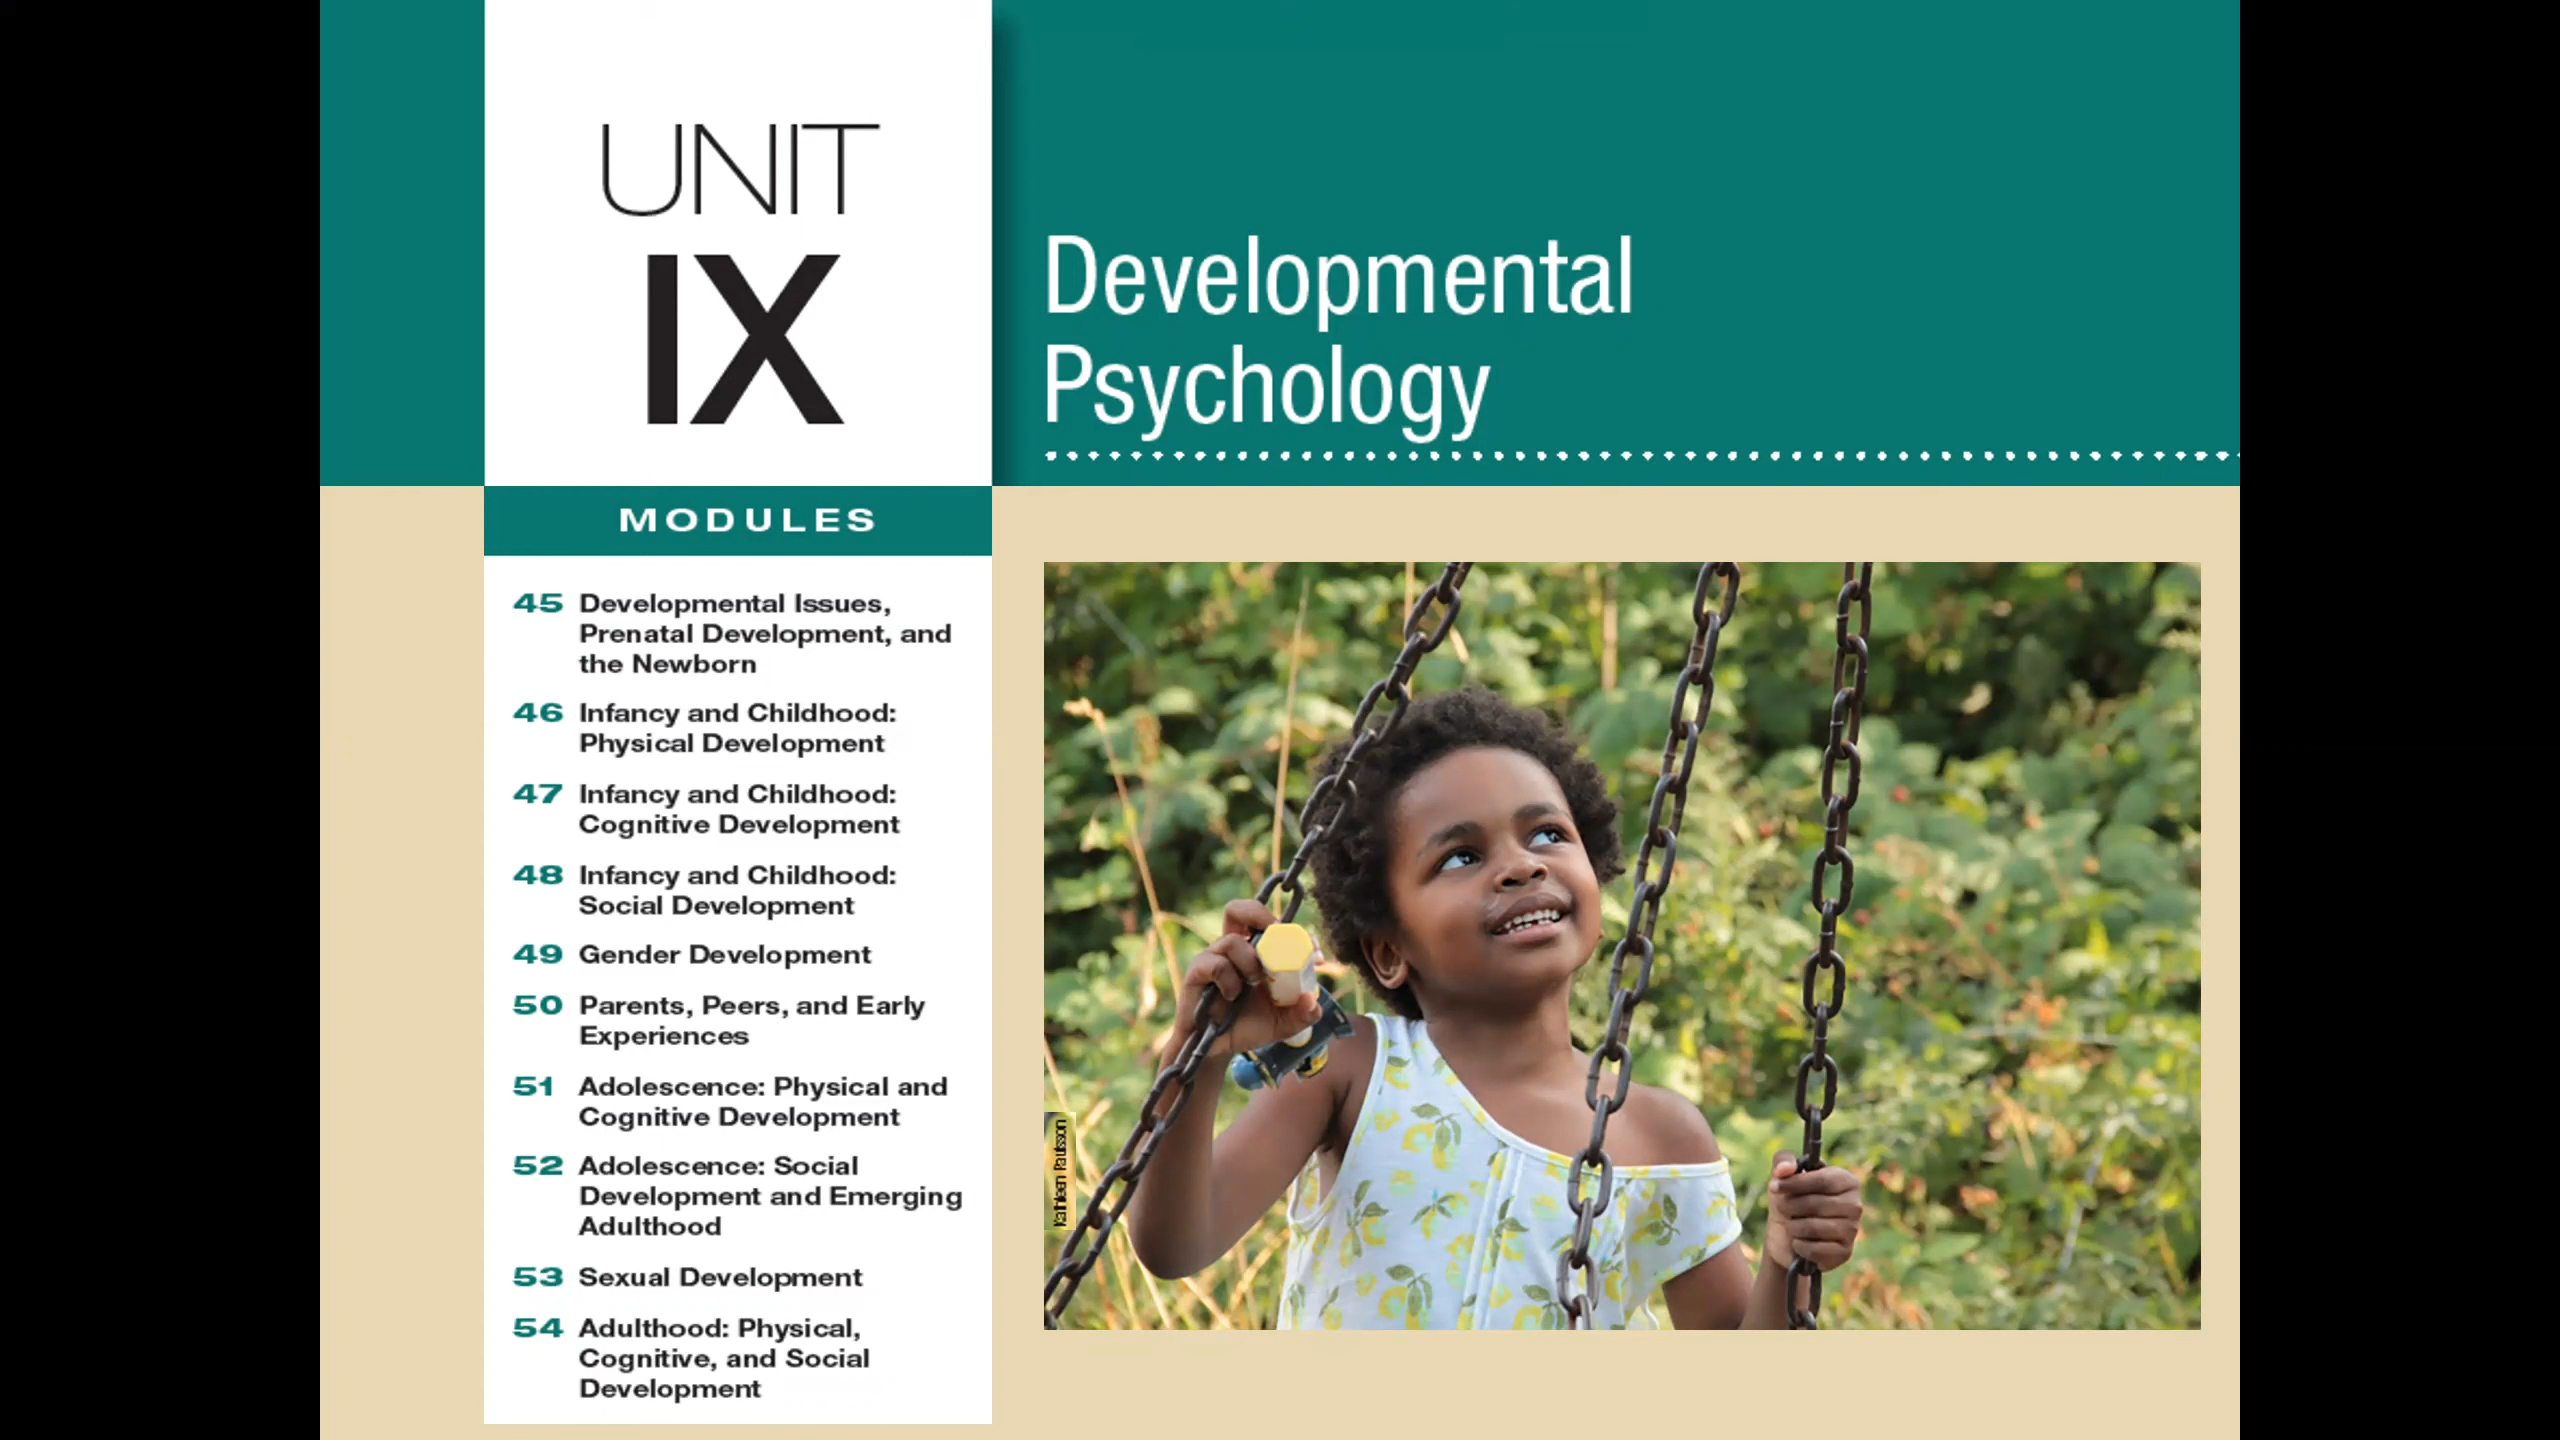 UNIT
IX
Developmental
Psychology
MODULES
45 Developmental Issues,
Prenatal Development, and
the Newborn
46 Infancy and Childhood:
Physical Development
47 Infancy and Childhood:
Cognitive Development
48 Infancy and Childhood:
Social Development
49 Gender Development
50 Parents, Peers, and Early
Experiences
51 Adolescence: Physical and
Cognitive Development
52 Adolescence: Social
Development and Emerging
Adulthood
53 Sexual Development
54 Adulthood: Physical,
Cognitive, and Social
Development
Kathleen Paulsson